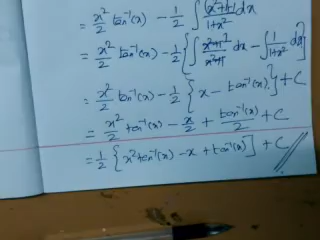 = x²/2 tan⁻¹(x) - 1/2 ∫ (x²+1-1)/(1+x²) dx
= x²/2 tan⁻¹(x) - 1/2 { ∫ (x²+1)/(x²+1) dx - ∫ 1/(1+x²) dx }
= x²/2 tan⁻¹(x) - 1/2 { x - tan⁻¹(x) } + C
= x²/2 tan⁻¹(x) - x/2 + tan⁻¹(x)/2 + C
= 1/2 { x² tan⁻¹(x) - x + tan⁻¹(x) } + C